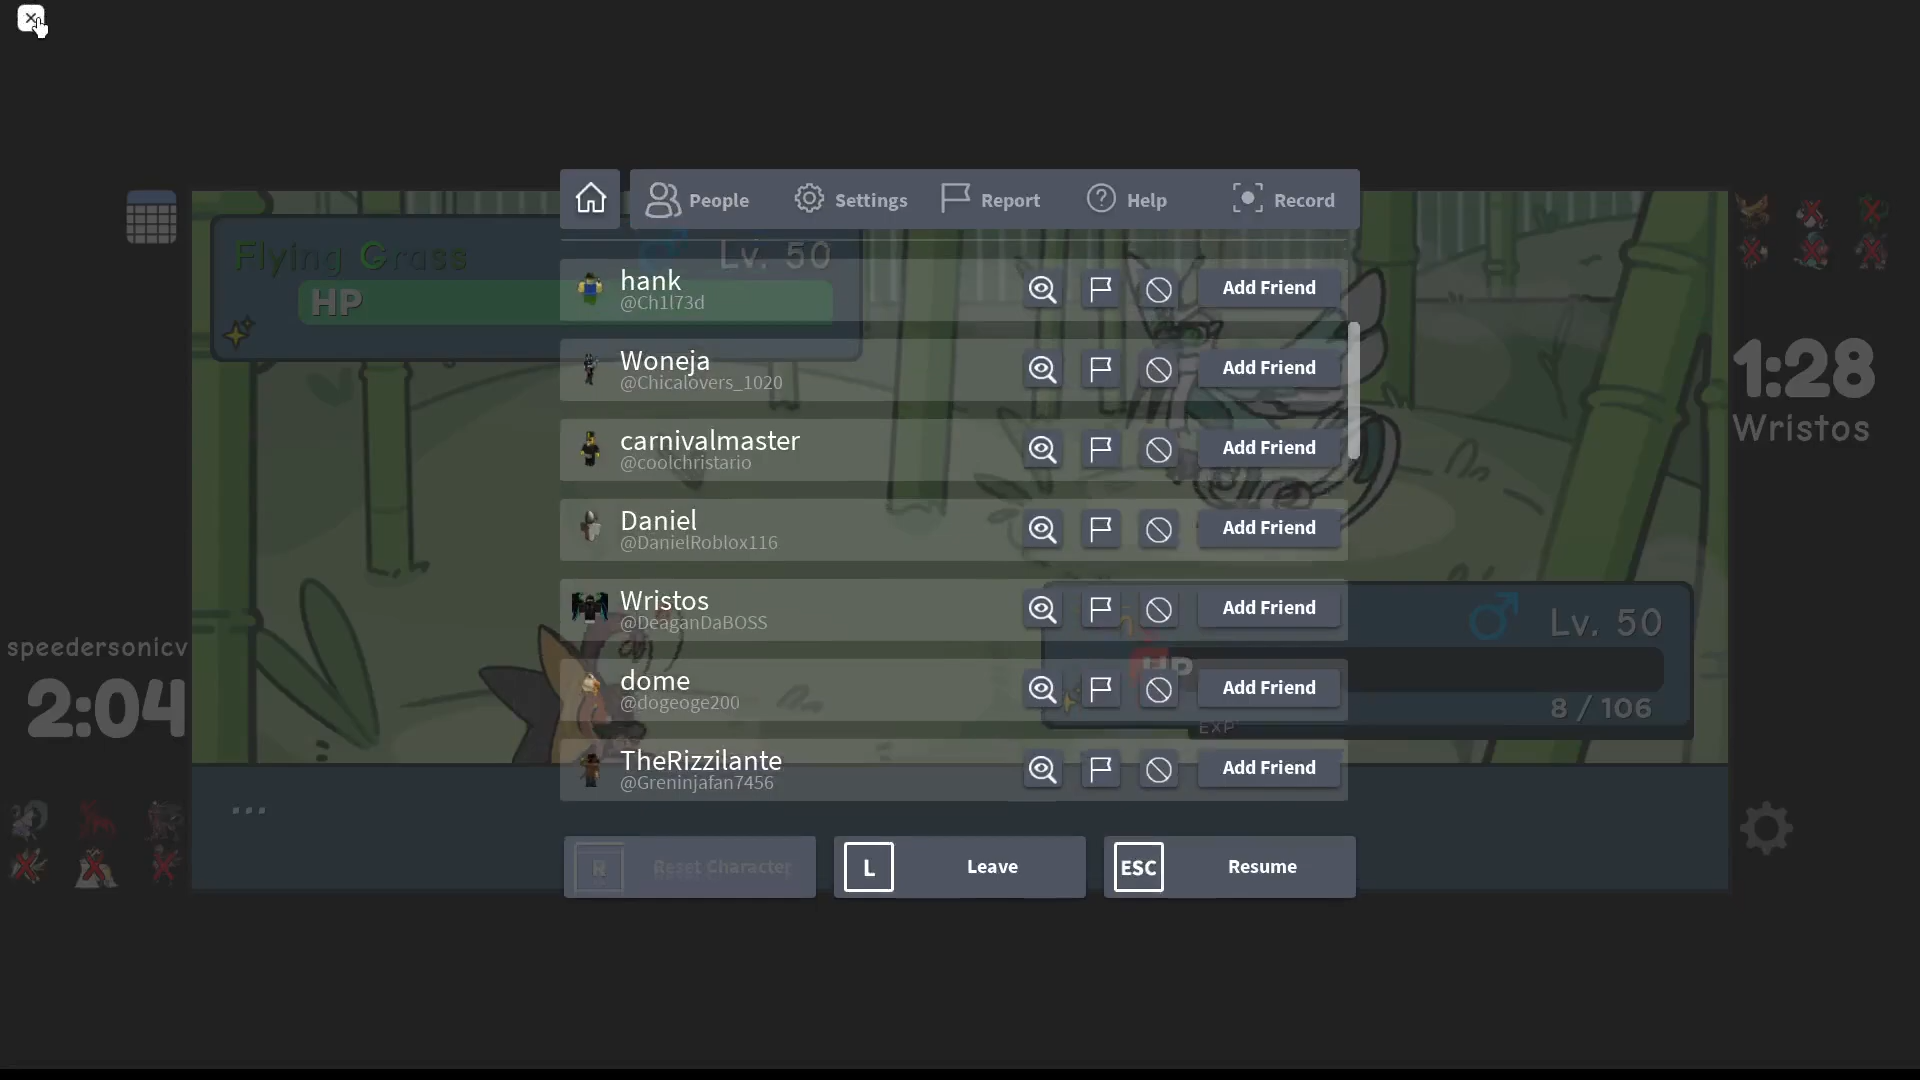 People
Settings
Report
Help
Record
Flying Grass
Lv. 50
HP
hank
@Ch1l73d
Add Friend
Woneja
@Chicalovers_1020
Add Friend
1:28
Wristos
carnivalmaster
@coolchristario
Add Friend
Daniel
@DanielRoblox116
Add Friend
Wristos
@DeaganDaBOSS
Add Friend
Lv. 50
HP
8 / 106
EXP
speedersonicv
2:04
dome
@dogeoge200
Add Friend
TheRizzilante
@Greninjafan7456
Add Friend
...
R Reset Character
L Leave
ESC Resume